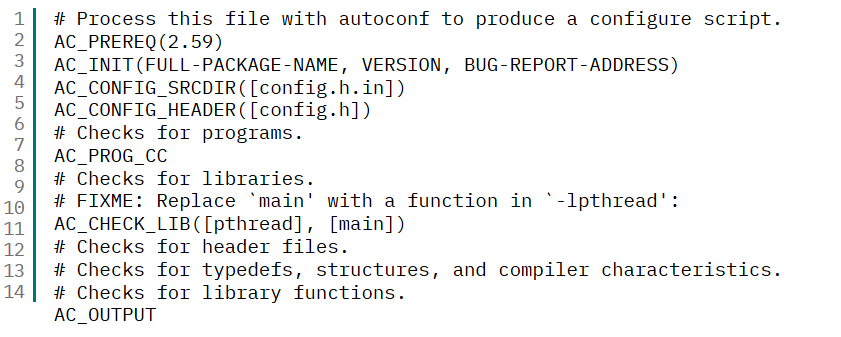 1 # Process this file with autoconf to produce a configure script.
2 AC_PREREQ(2.59)
3 AC_INIT(FULL-PACKAGE-NAME, VERSION, BUG-REPORT-ADDRESS)
4 AC_CONFIG_SRCDIR([config.h.in])
5 AC_CONFIG_HEADER([config.h])
6 # Checks for programs.
7 AC_PROG_CC
8 # Checks for libraries.
9 # FIXME: Replace `main' with a function in `-lpthread':
10 AC_CHECK_LIB([pthread], [main])
11 # Checks for header files.
12 # Checks for typedefs, structures, and compiler characteristics.
13 # Checks for library functions.
14 AC_OUTPUT